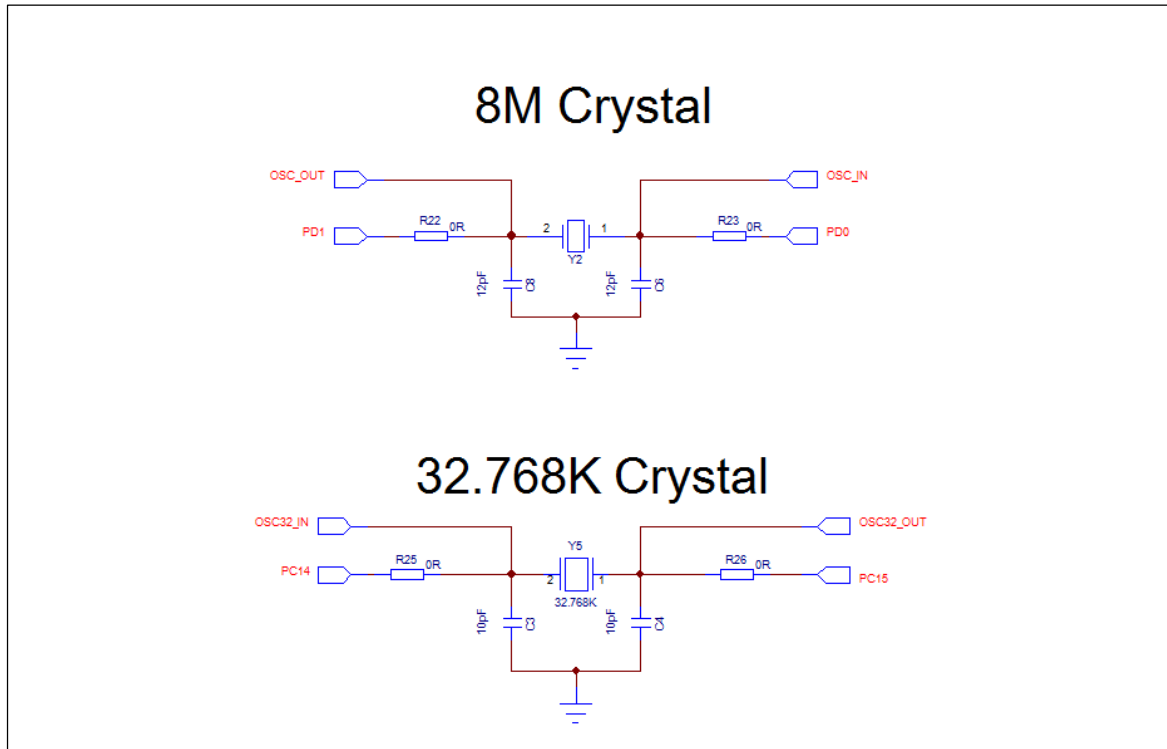 8M Crystal
OSC_OUT
OSC_IN
R22
0R
R23
0R
PD1
2
1
PD0
Y2
12pF
C8
12pF
C6
32.768K Crystal
OSC32_IN
OSC32_OUT
Y5
R25
0R
R26
0R
PC14
2
1
PC15
32.768K
10pF
C3
10pF
C4